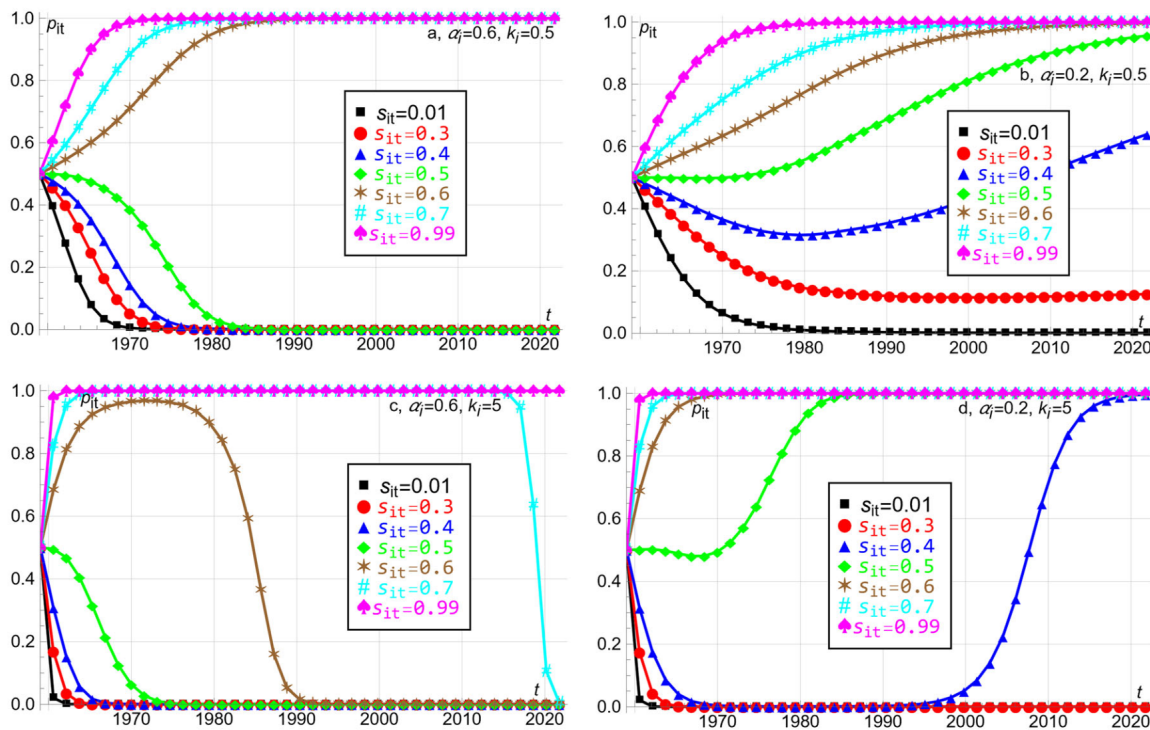 1.0
p_it
a, α_i=0.6, k_i=0.5
0.8
0.6
0.4
0.2
0.0
s_it=0.01
s_it=0.3
s_it=0.4
s_it=0.5
s_it=0.6
s_it=0.7
s_it=0.99
t
1970 1980 1990 2000 2010 2020
1.0
p_it
b, α_i=0.2, k_i=0.5
0.8
0.6
0.4
0.2
0.0
s_it=0.01
s_it=0.3
s_it=0.4
s_it=0.5
s_it=0.6
s_it=0.7
s_it=0.99
t
1970 1980 1990 2000 2010 2020
1.0
p_it
c, α_i=0.6, k_i=5
0.8
0.6
0.4
0.2
0.0
s_it=0.01
s_it=0.3
s_it=0.4
s_it=0.5
s_it=0.6
s_it=0.7
s_it=0.99
t
1970 1980 1990 2000 2010 2020
1.0
p_it
d, α_i=0.2, k_i=5
0.8
0.6
0.4
0.2
0.0
s_it=0.01
s_it=0.3
s_it=0.4
s_it=0.5
s_it=0.6
s_it=0.7
s_it=0.99
t
1970 1980 1990 2000 2010 2020